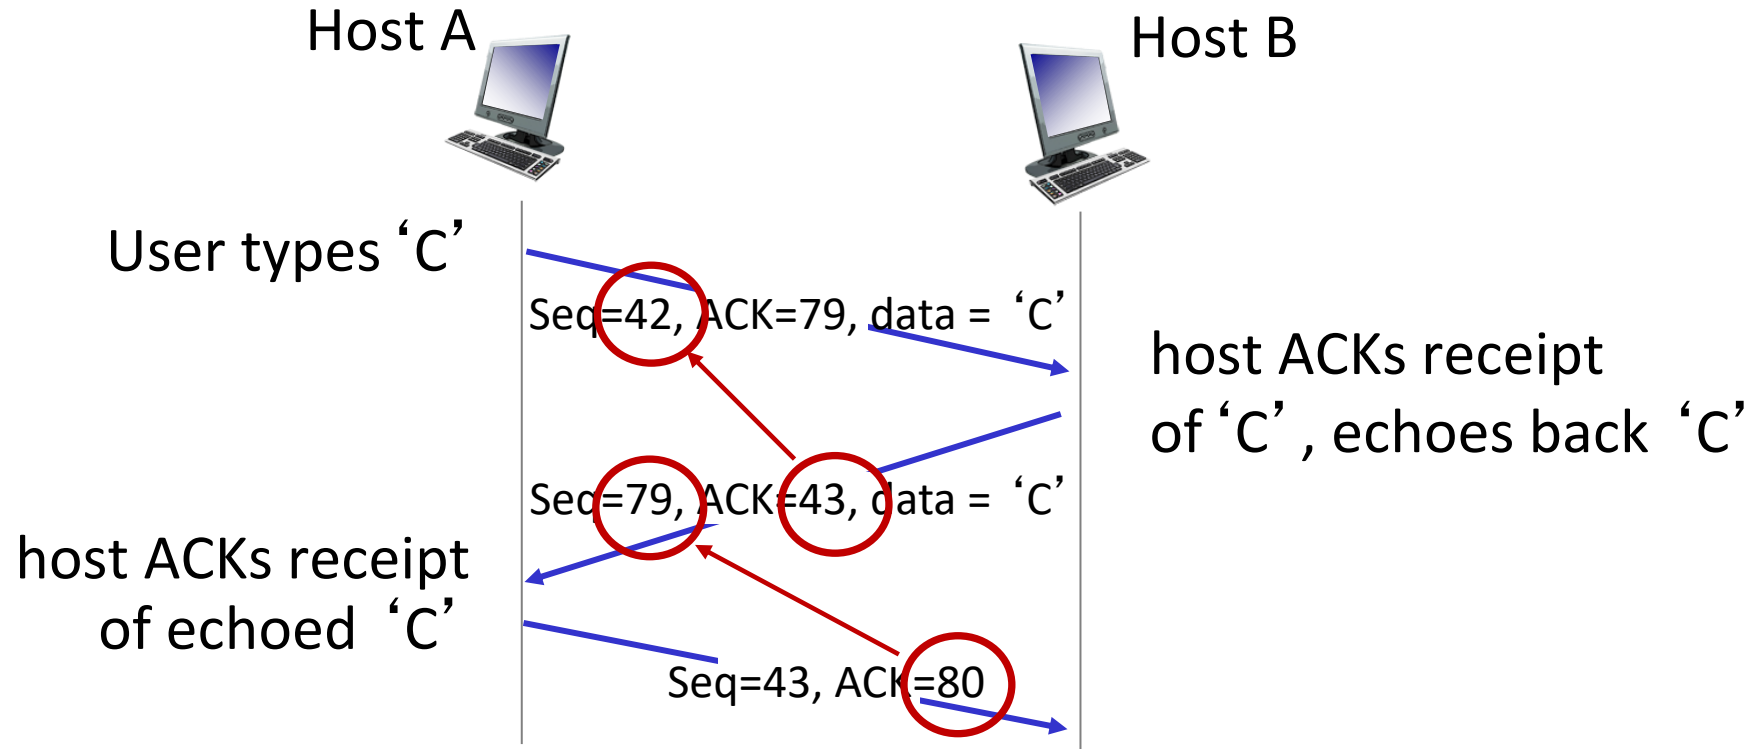 Host A
Host B
User types ‘C’
Seq=42, ACK=79, data = ‘C’
host ACKs receipt
of ‘C’, echoes back ‘C’
Seq=79, ACK=43, data = ‘C’
host ACKs receipt
of echoed ‘C’
Seq=43, ACK=80